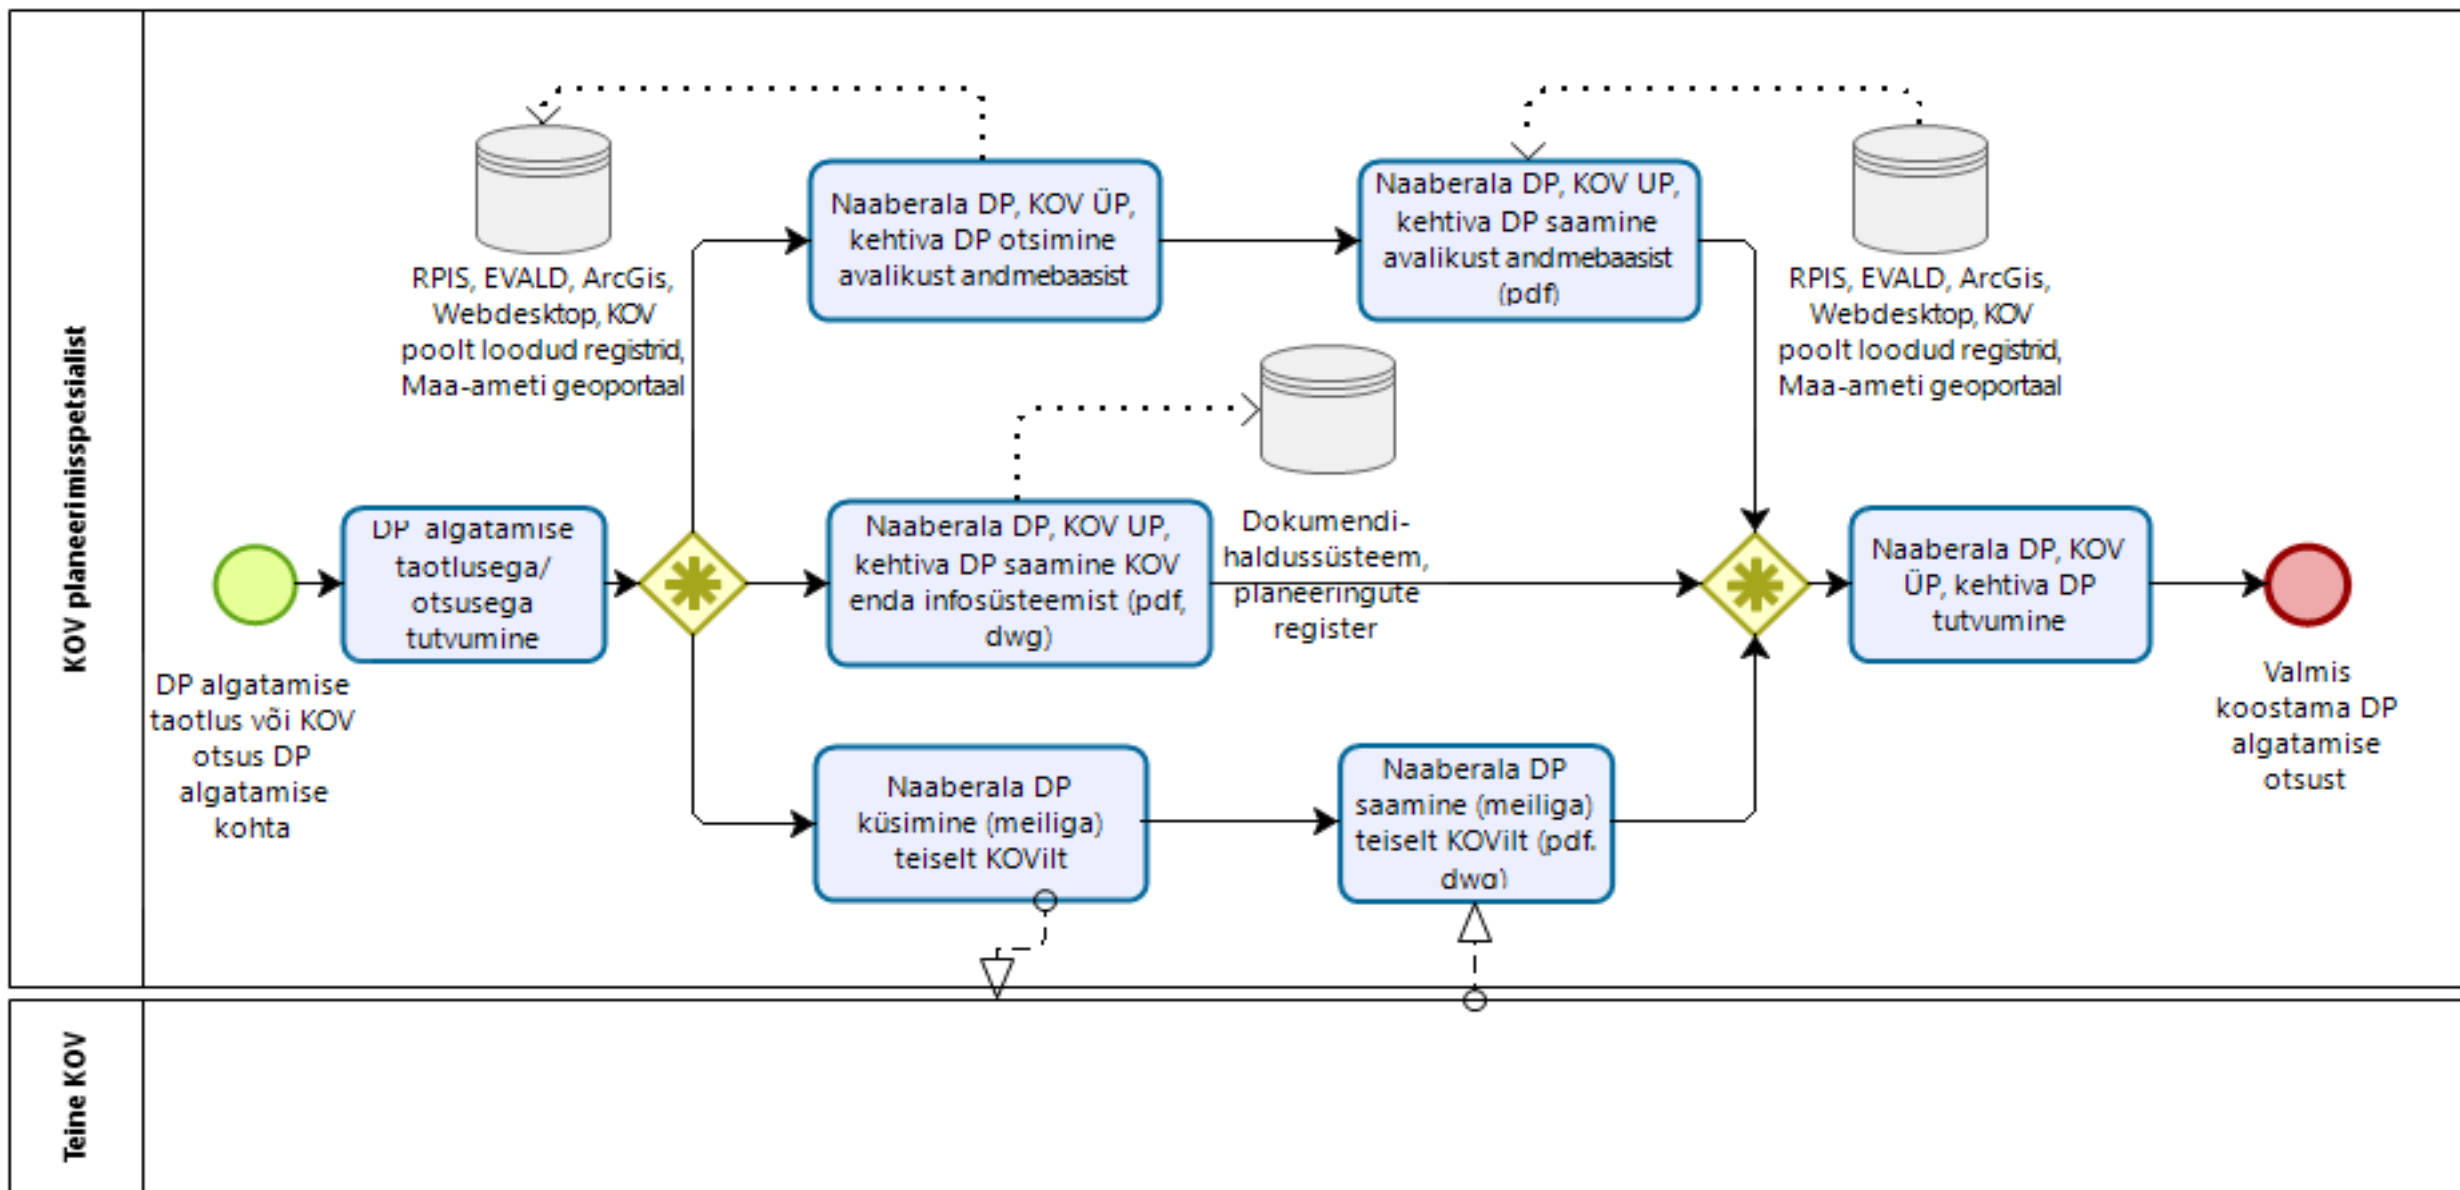 KOV planeerimisspetsialist
DP algatamise
taotlus või KOV
otsus DP
algatamise
kohta
DP algatamise
taotlusega/
otsusega
tutvumine
RPIS, EVALD, ArcGis,
Webdesktop, KOV
poolt loodud registrid,
Maa-ameti geoportaal
Naaberala DP, KOV ÜP,
kehtiva DP otsimine
avalikust andmebaasist
Naaberala DP, KOV UP,
kehtiva DP saamine
avalikust andmebaasist
(pdf)
RPIS, EVALD, ArcGis,
Webdesktop, KOV
poolt loodud registrid,
Maa-ameti geoportaal
Naaberala DP, KOV UP,
kehtiva DP saamine KOV
enda infosüsteemist (pdf,
dwg)
Dokumendi-
haldussüsteem,
planeeringute
register
Naaberala DP
küsimine (meiliga)
teiselt KOVilt
Naaberala DP
saamine (meiliga)
teiselt KOVilt (pdf.
dwg)
Naaberala DP, KOV
ÜP, kehtiva DP
tutvumine
Valmis
koostama DP
algatamise
otsust
Teine KOV